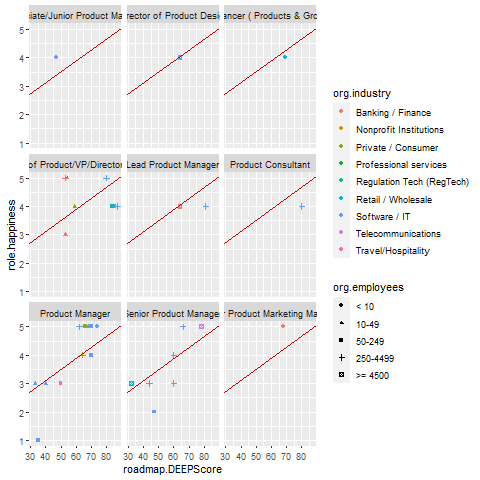 iate/Junior Product Ma
rector of Product Desig
ancer ( Products & Gro
of Product/VP/Director
Lead Product Manager
Product Consultant
Product Manager
Senior Product Manager
Product Marketing Ma
5
4
3
2
1
5
4
3
2
1
5
4
3
2
1
30 40 50 60 70 80
30 40 50 60 70 80
30 40 50 60 70 80
role.happiness
roadmap.DEEPScore
org.industry
Banking / Finance
Nonprofit Institutions
Private / Consumer
Professional services
Regulation Tech (RegTech)
Retail / Wholesale
Software / IT
Telecommunications
Travel/Hospitality
org.employees
< 10
10-49
50-249
250-4499
>= 4500